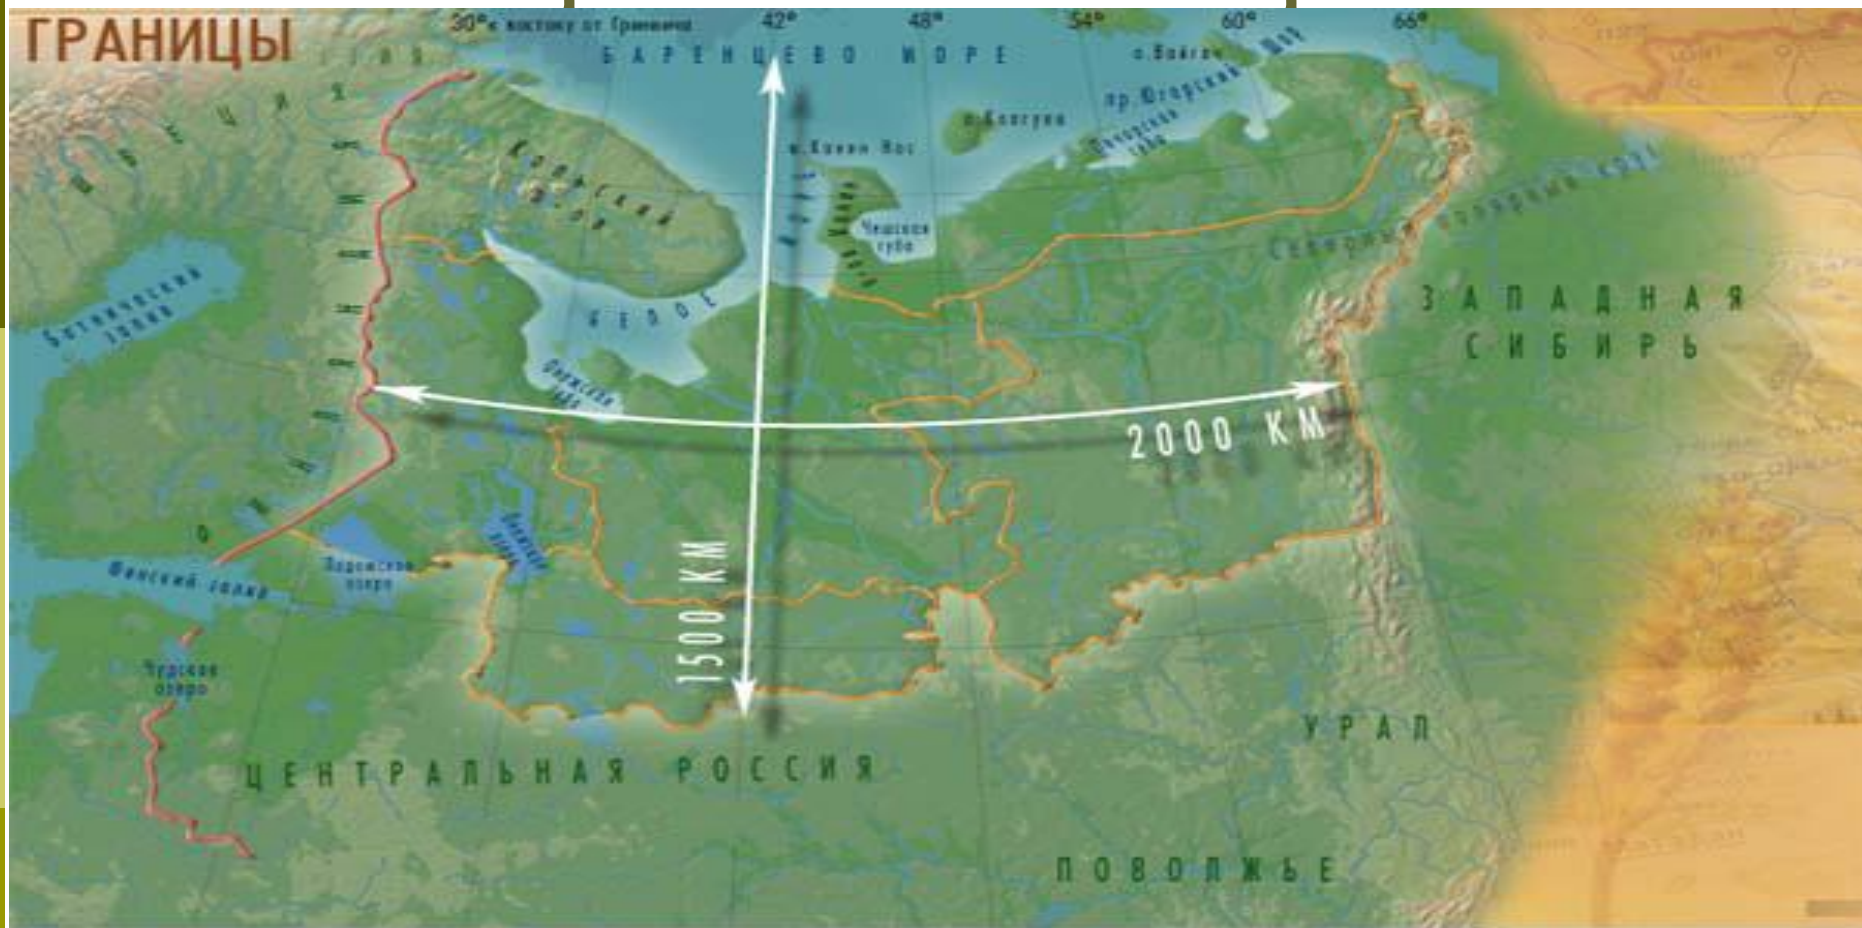 ГРАНИЦЫ
30° к востоку от Гринвича
42°
48°
54°
60°
66°
БАРЕНЦЕВО МОРЕ
о. Вайгач
пр. Югорский Шар
о. Колгуев
Печорская губа
п. Канин Нос
Кольский п-ов
МОРЕ
Чешская губа
Северный полярный круг
БЕЛОЕ
Ботнический
залив
ЗАПАДНАЯ
СИБИРЬ
Онежская
губа
2000 КМ
1500 КМ
Онежское
озеро
Ладожское
озеро
Финский залив
Чудское
озеро
УРАЛ
ЦЕНТРАЛЬНАЯ РОССИЯ
ПОВОЛЖЬЕ